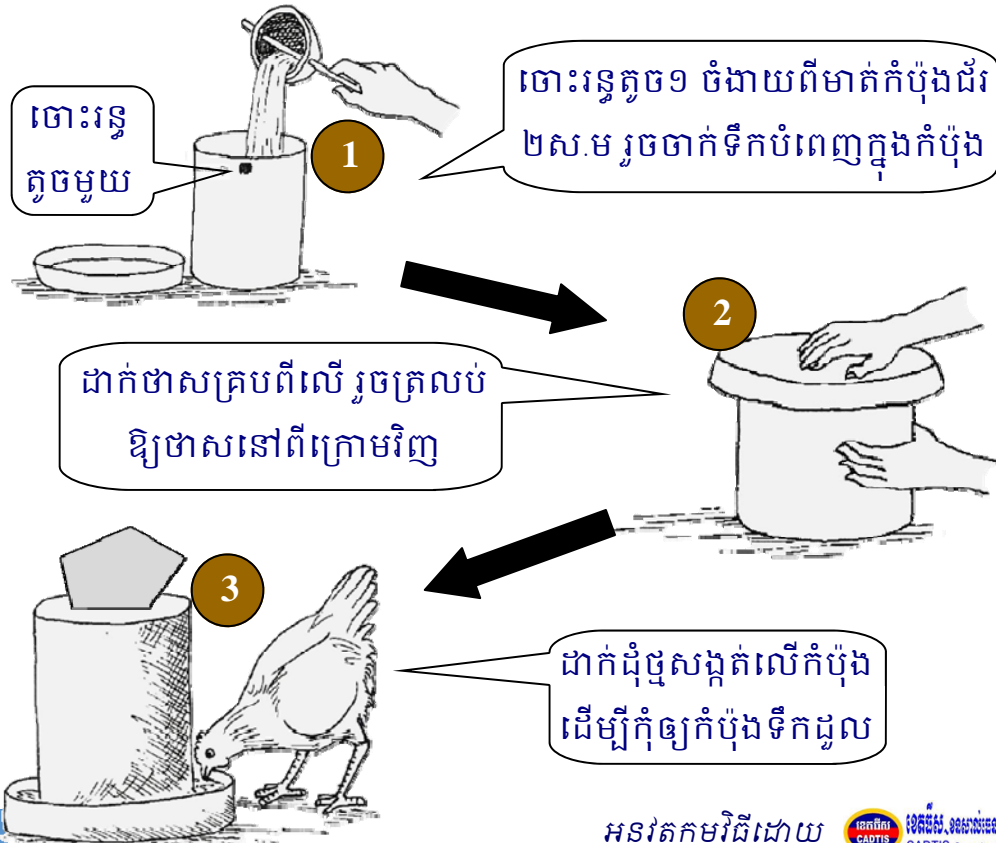 ចោះរន្ធ
តូចមួយ
1
ចោះរន្ធតូច១ ចំងាយពីមាត់កំប៉ុងជ័រ
២ស.ម រួចចាក់ទឹកបំពេញក្នុងកំប៉ុង
2
ដាក់ថាសគ្របពីលើ រួចត្រលប់
ឱ្យថាសនៅពីក្រោមវិញ
3
ដាក់ដុំថ្មសង្កត់លើកំប៉ុង
ដើម្បីកុំឲ្យកំប៉ុងទឹកដួល
អនុវត្តកម្មវិធីដោយ
ខេតធីស
CADTIS